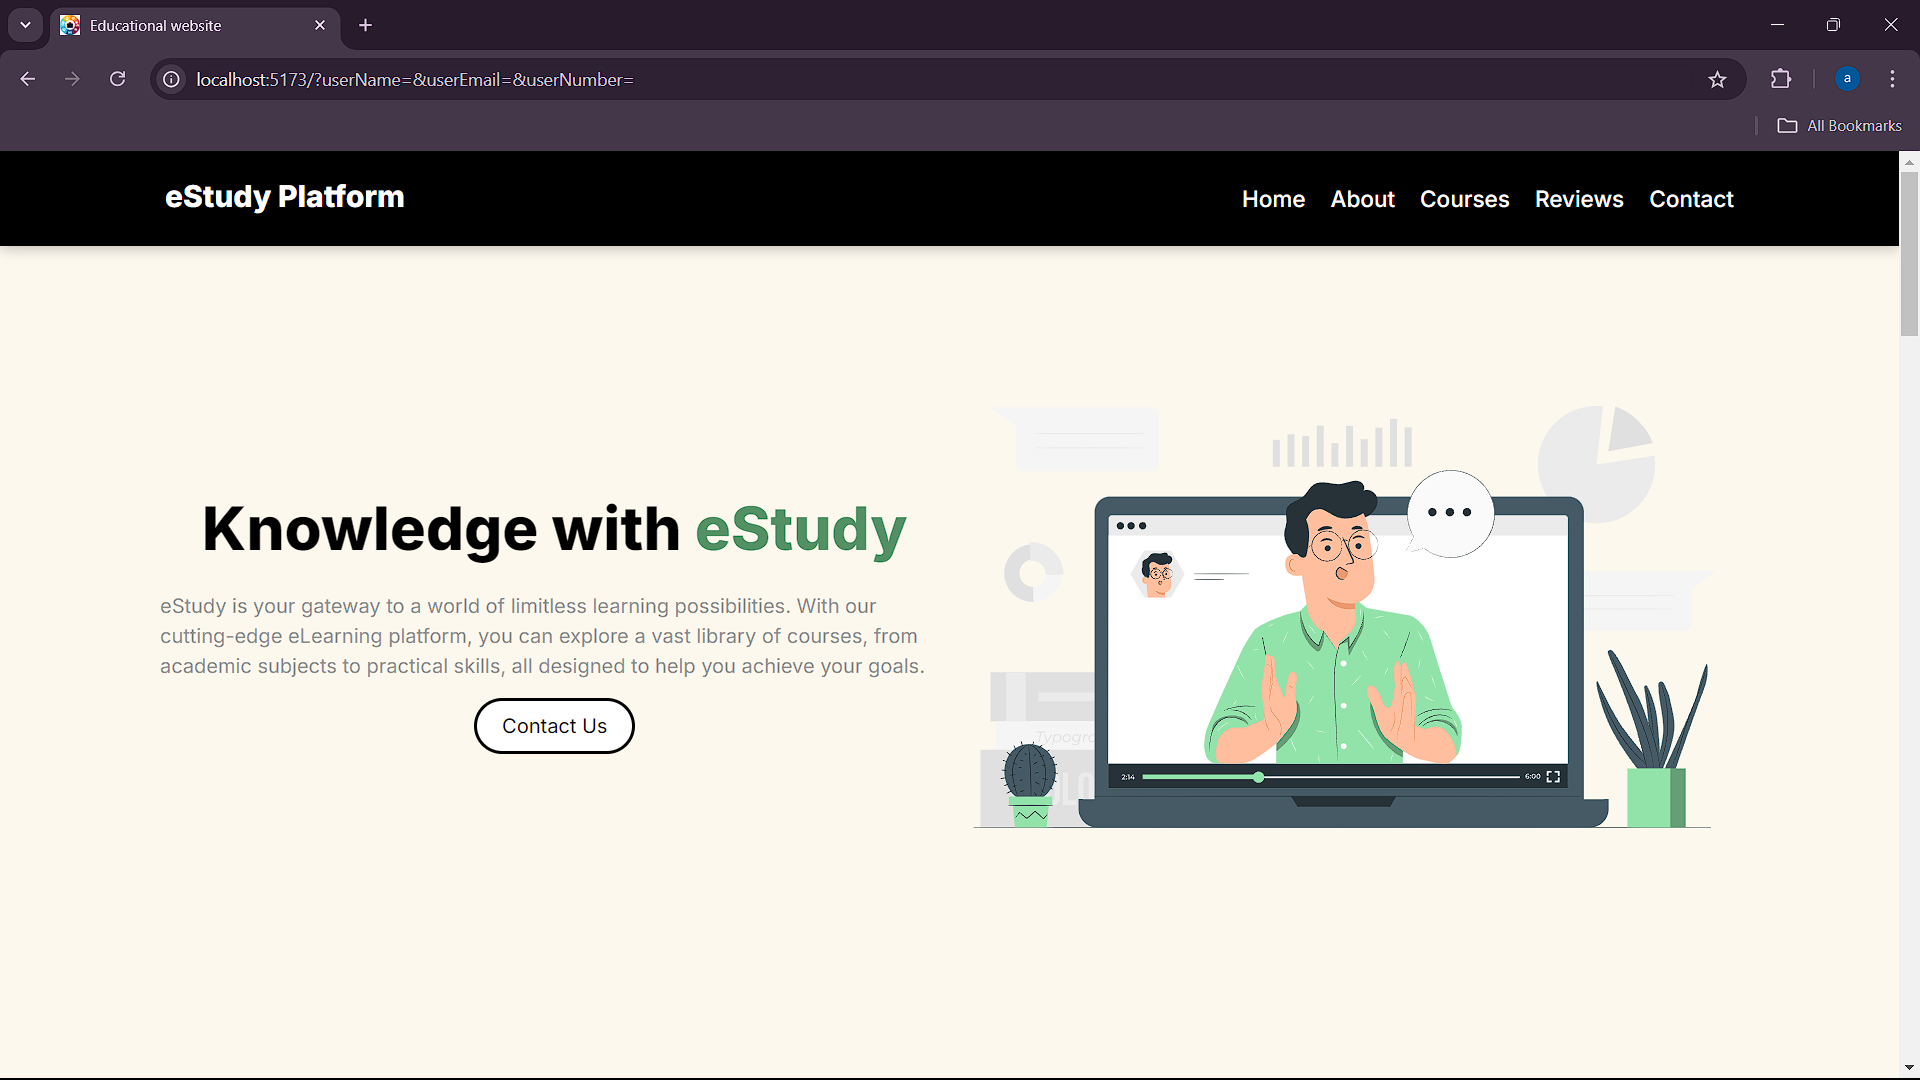 Educational website
localhost:5173/?userName=&userEmail=&userNumber=
a
All Bookmarks
eStudy Platform
Home About Courses Reviews Contact
Knowledge with eStudy
eStudy is your gateway to a world of limitless learning possibilities. With our
cutting-edge eLearning platform, you can explore a vast library of courses, from
academic subjects to practical skills, all designed to help you achieve your goals.
Contact Us
2:14
6:00